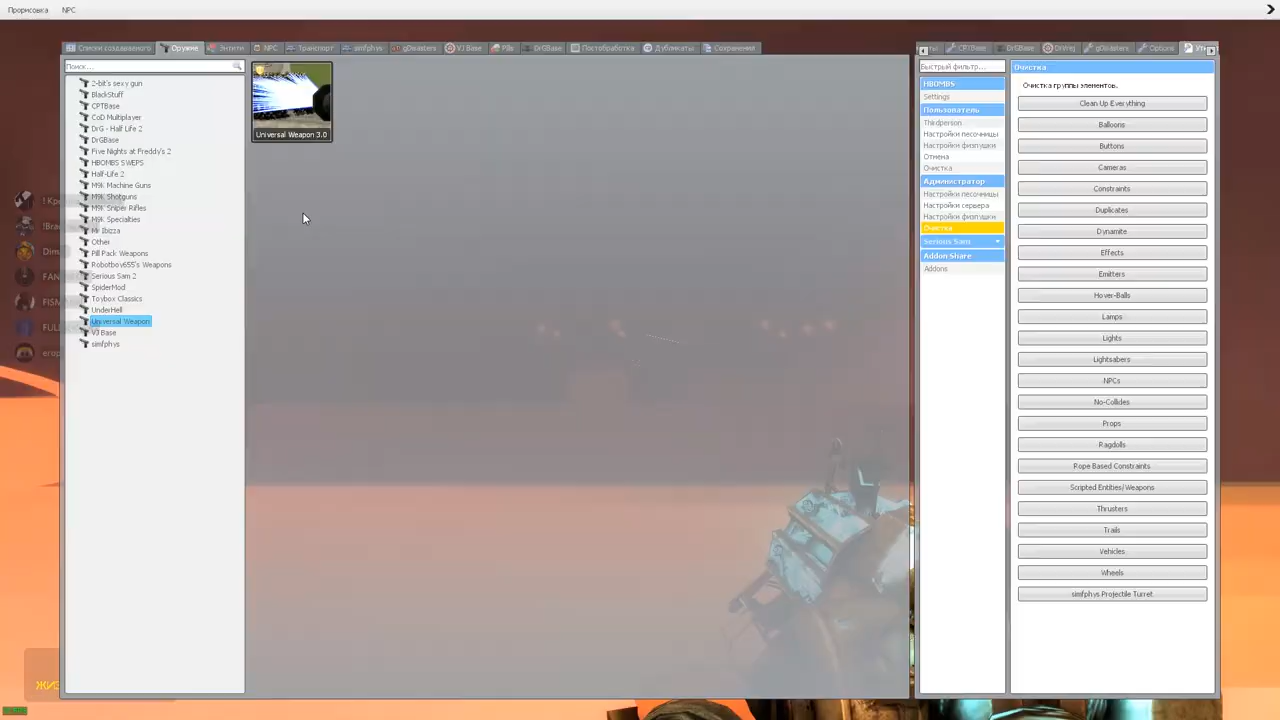 Прорисовка NPC
Списки создаваемого Оружие Энтити NPC Транспорт simfphys gDisasters VJ Base PBs DrGBase Постобработка Дубликаты Сохранения
CPTBase DrGBase gDisasters Options
Поиск...
2-bit's sexy gun
BlackStuff
CPTBase
CoD Multiplayer
DrG - Half Life 2
DrGBase
Five Nights at Freddy's 2
HBOMBS SWEPS
Half-Life 2
M9k Machine Guns
M9k Shotguns
M9k Sniper Rifles
M9k Specialties
Mr Ibizza
Other
Pill Pack Weapons
Robotboy655's Weapons
Serious Sam 2
SpiderMod
Toybox Classics
UnderHell
Universal Weapon
VJ Base
simfphys
Universal Weapon 3.0
Быстрый фильтр...
HBOMBS
Settings
Пользователь
Thirdperson
Настройки песочницы
Настройки физпушки
Отмена
Очистка
Администратор
Настройки песочницы
Настройки сервера
Настройки физпушки
Очистка
Serious Sam
Addon Share
Addons
Очистка
Очистка группы элементов.
Clean Up Everything
Balloons
Buttons
Cameras
Constraints
Duplicates
Dynamite
Effects
Emitters
Hover-Balls
Lamps
Lights
Lightsabers
NPCs
No-Collides
Props
Ragdolls
Rope Based Constraints
Scripted Entities/Weapons
Thrusters
Trails
Vehicles
Wheels
simfphys Projectile Turret